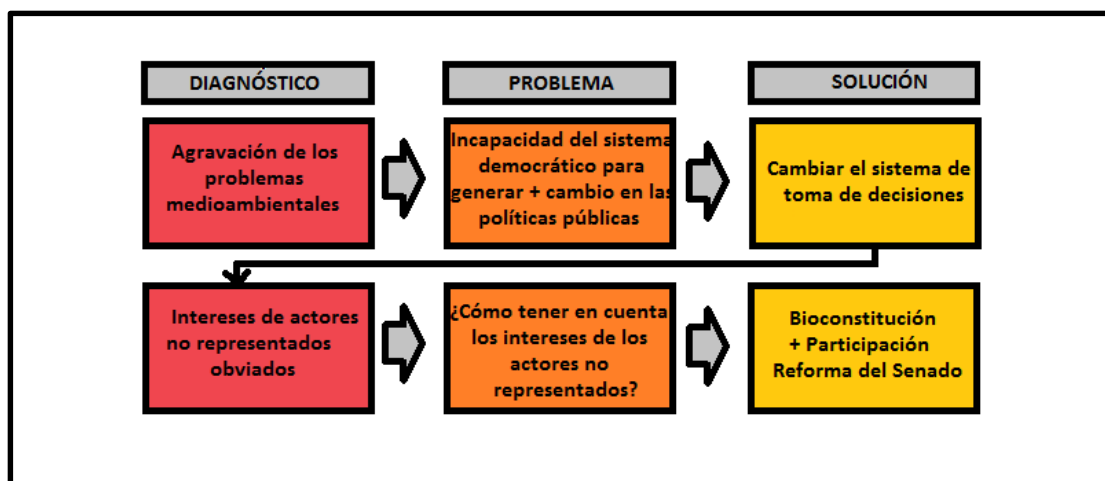 DIAGNÓSTICO
PROBLEMA
SOLUCIÓN
Agravación de los
problemas
medioambientales
Incapacidad del sistema
democrático para
generar + cambio en las
políticas públicas
Cambiar el sistema de
toma de decisiones
Intereses de actores
no representados
obviados
¿Cómo tener en cuenta
los intereses de los
actores no
representados?
Bioconstitución
+ Participación
Reforma del Senado